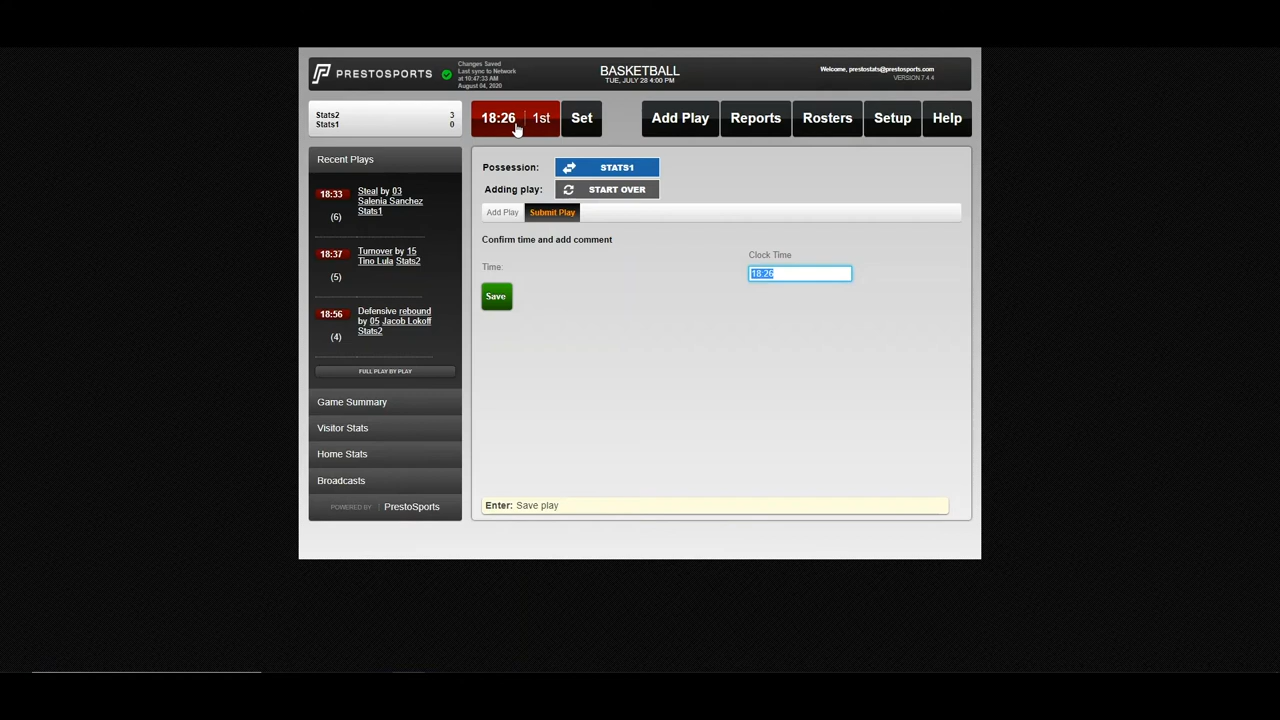 PRESTOSPORTS
Changes Saved
Last sync to Network
at 10:47:33 AM
August 04, 2020
BASKETBALL
TUE, JULY 28 4:00 PM
Welcome, prestostats@prestosports.com
VERSION 7.4.4
Stats2 3
Stats1 0
18:26 1st
Set
Add Play
Reports
Rosters
Setup
Help
Recent Plays
18:33 Steal by 03
Salenia Sanchez
(6) Stats1
18:37 Turnover by 15
Tino Lula Stats2
(5)
18:56 Defensive rebound
by 05 Jacob Lokoff
(4) Stats2
FULL PLAY BY PLAY
Game Summary
Visitor Stats
Home Stats
Broadcasts
POWERED BY | PrestoSports
Possession: STATS1
Adding play: START OVER
Add Play Submit Play
Confirm time and add comment
Time:
Clock Time
18:26
Save
Enter: Save play